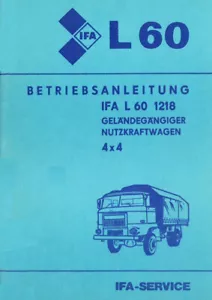 IFA L 60
BETRIEBSANLEITUNG
IFA L 60 1218
GELÄNDEGÄNGIGER
NUTZKRAFTWAGEN
4x4
IFA-SERVICE